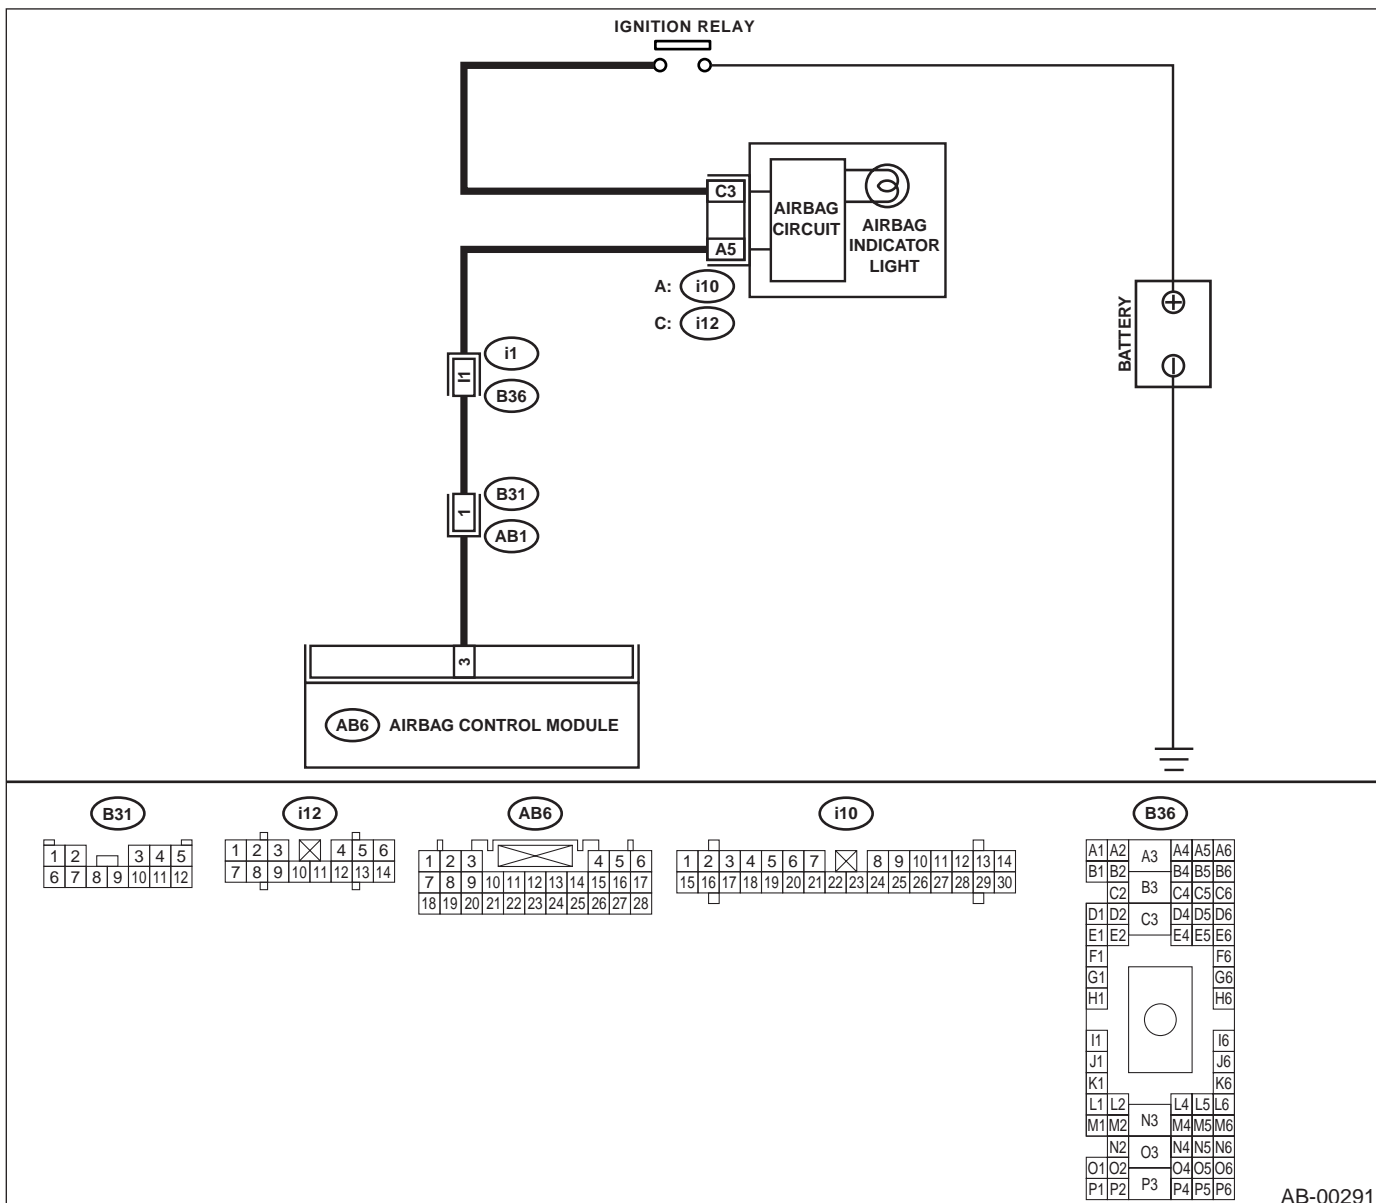 IGNITION RELAY
C3
A5
AIRBAG
CIRCUIT
AIRBAG
INDICATOR
LIGHT
A: i10
C: i12
BATTERY
i1
I1
B36
B31
1
AB1
3
AB6 AIRBAG CONTROL MODULE
B31
1 2 3 4 5
6 7 8 9 10 11 12
i12
1 2 3 4 5 6
7 8 9 10 11 12 13 14
AB6
1 2 3 4 5 6
7 8 9 10 11 12 13 14 15 16 17
18 19 20 21 22 23 24 25 26 27 28
i10
1 2 3 4 5 6 7 8 9 10 11 12 13 14
15 16 17 18 19 20 21 22 23 24 25 26 27 28 29 30
B36
A1 A2 A3 A4 A5 A6
B1 B2 B4 B5 B6
C2 B3 C4 C5 C6
D1 D2 C3 D4 D5 D6
E1 E2 E4 E5 E6
F1 F6
G1 G6
H1 H6
I1 I6
J1 J6
K1 K6
L1 L2 L4 L5 L6
M1 M2 N3 M4 M5 M6
N2 O3 N4 N5 N6
O1 O2 O4 O5 O6
P1 P2 P3 P4 P5 P6
AB-00291